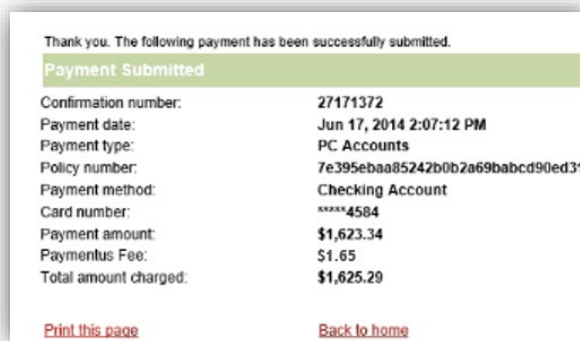 Thank you. The following payment has been successfully submitted.
Payment Submitted
Confirmation number: 27171372
Payment date: Jun 17, 2014 2:07:12 PM
Payment type: PC Accounts
Policy number: 7e395ebaa85242b0b2a69babcd90ed31
Payment method: Checking Account
Card number: *****4584
Payment amount: $1,623.34
Paymentus Fee: $1.65
Total amount charged: $1,625.29
Print this page Back to home